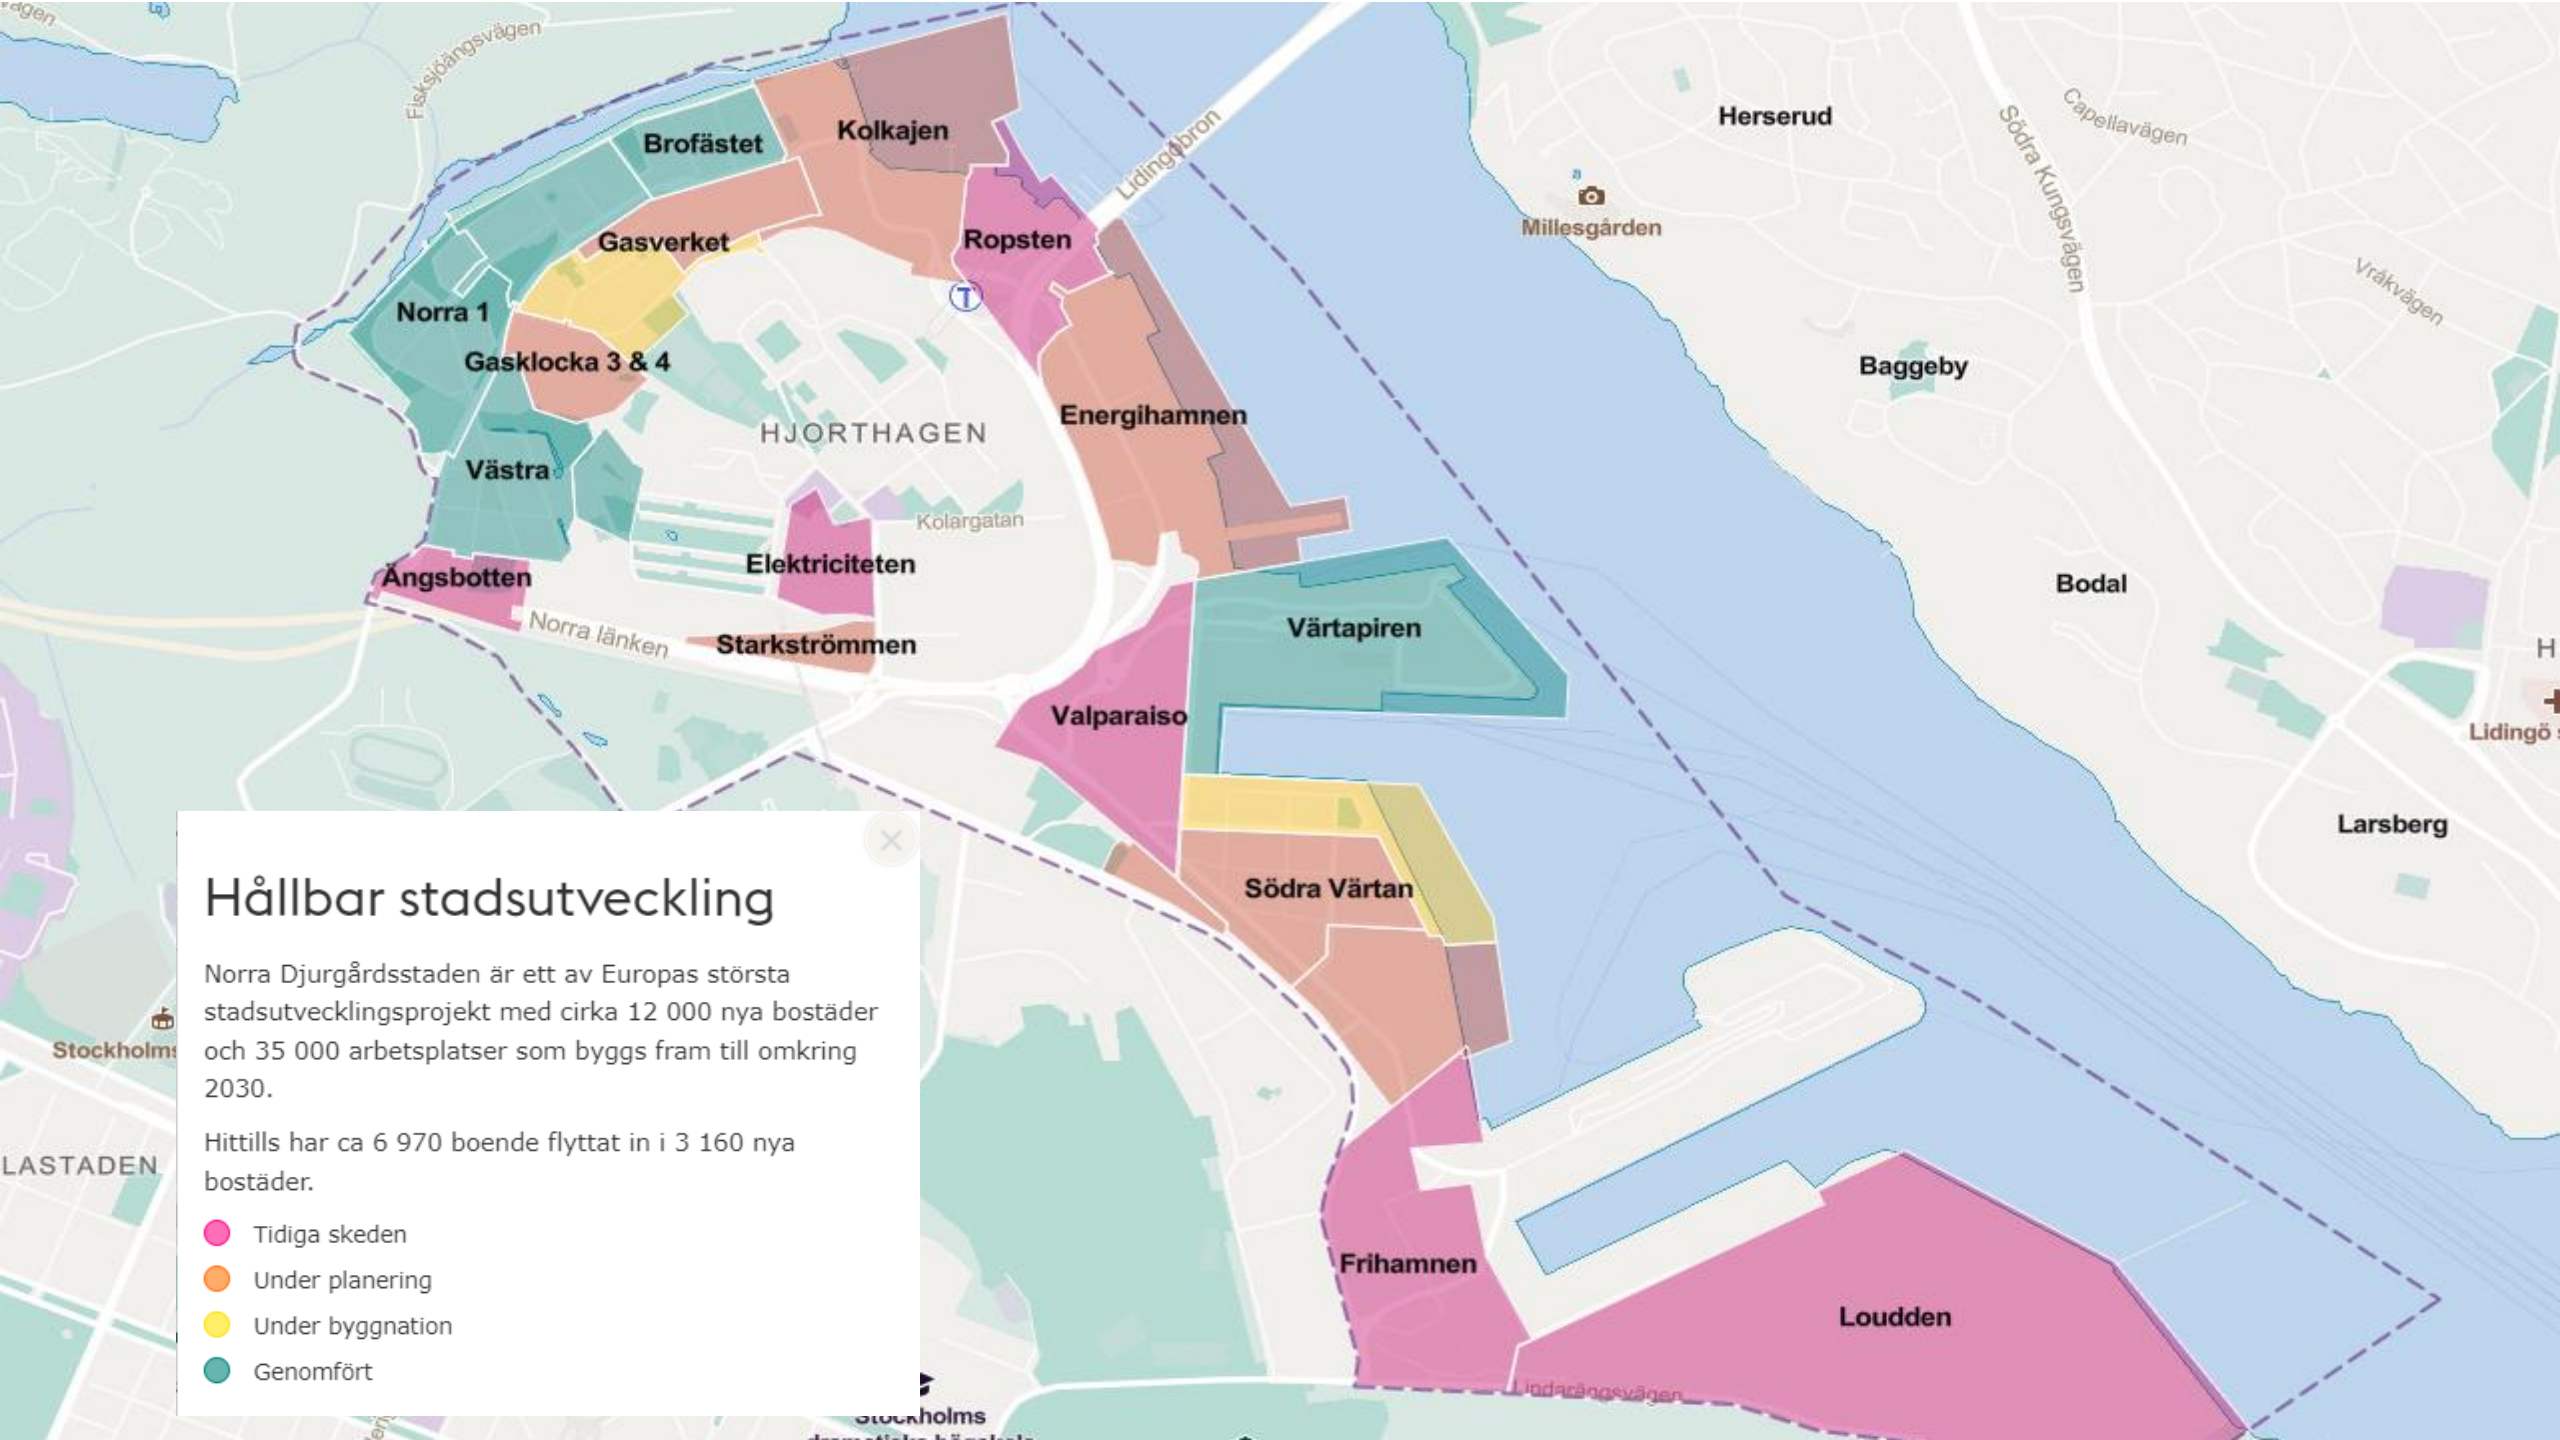 Fisksjöängsvägen
Brofästet
Kolkajen
Lidingöbron
Herserud
Capellavägen
Södra Kungsvägen
Millesgården
Gasverket
Ropsten
T
Vråkvägen
Norra 1
Gasklocka 3 & 4
Baggeby
Energihamnen
HJORTHAGEN
Västra
Kolargatan
Elektriciteten
Ängsbotten
Bodal
Norra länken
Starkströmmen
Värtapiren
H
Valparaiso
Lidingö s
Larsberg
Södra Värtan
Hållbar stadsutveckling
Norra Djurgårdsstaden är ett av Europas största
stadsutvecklingsprojekt med cirka 12 000 nya bostäder
och 35 000 arbetsplatser som byggs fram till omkring
2030.
Hittills har ca 6 970 boende flyttat in i 3 160 nya
bostäder.
Tidiga skeden
Under planering
Under byggnation
Genomfört
Stockholms
LASTADEN
Frihamnen
Loudden
Lindarängsvägen
Stockholms